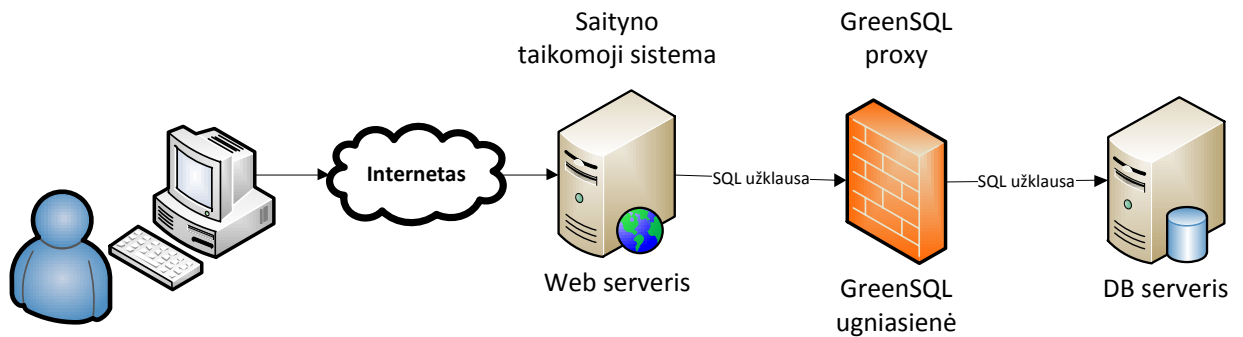 Saityno
taikomoji sistema
GreenSQL
proxy
Internetas
SQL užklausa
SQL užklausa
Web serveris
GreenSQL
ugniasienė
DB serveris